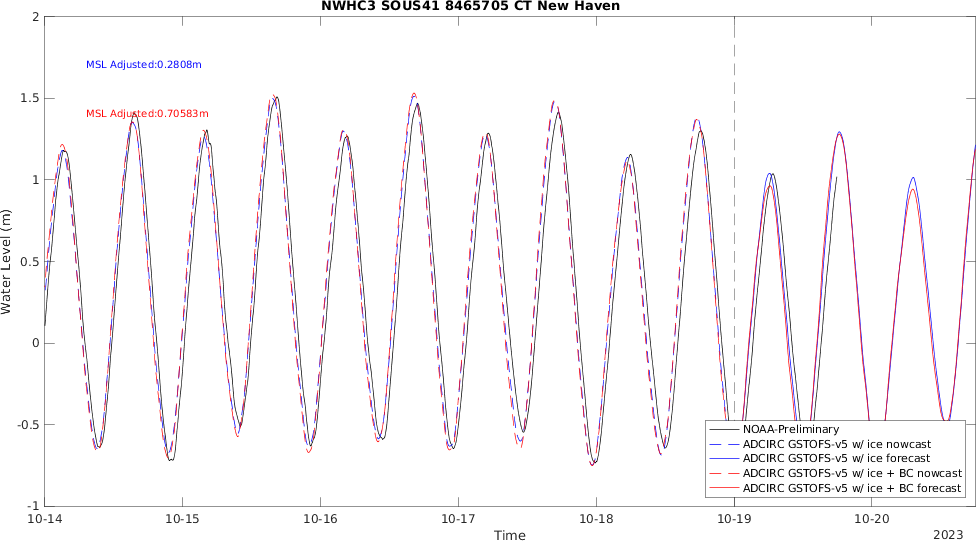 NWHC3 SOUS41 8465705 CT New Haven
2
MSL Adjusted:0.2808m
1.5
MSL Adjusted:0.70583m
1
Water Level (m)
0.5
0
-0.5
-1
NOAA-Preliminary
ADCIRC GSTOFS-v5 w/ ice nowcast
ADCIRC GSTOFS-v5 w/ ice forecast
ADCIRC GSTOFS-v5 w/ ice + BC nowcast
ADCIRC GSTOFS-v5 w/ ice + BC forecast
10-14 10-15 10-16 10-17 10-18 10-19 10-20
Time
2023